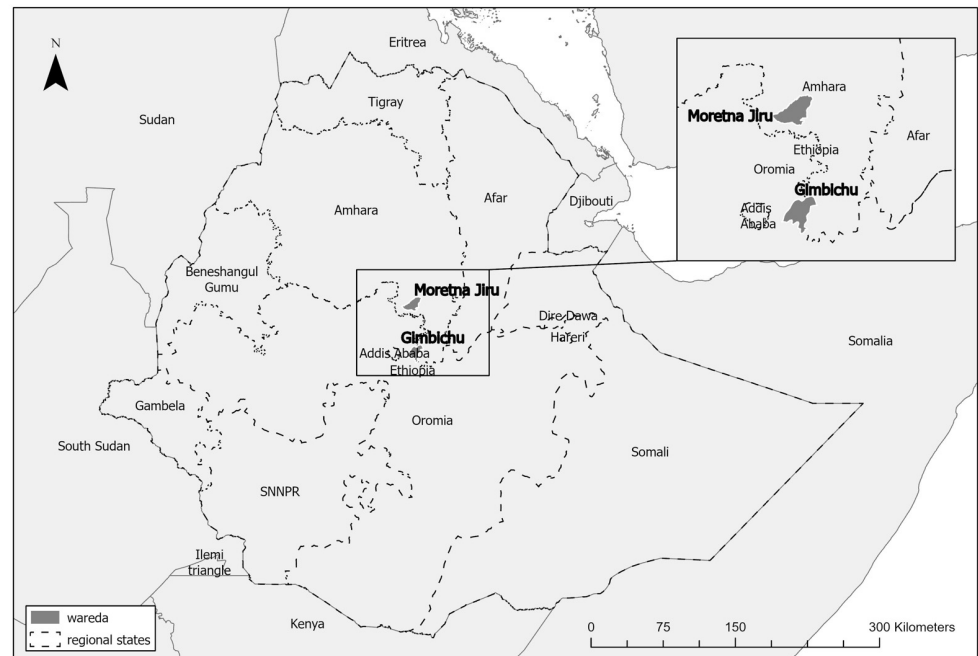 Eritrea
N
Tigray
Sudan
Amhara
Moretna Jiru
Ethiopia
Afar
Oromia
Gimbichu
Addis
Ababa
Afar
Djibouti
Amhara
Beneshangul
Gumu
Moretna Jiru
Dire Dawa
Hareri
Gimbichu
Addis Ababa
Ethiopia
Somalia
Gambela
Oromia
South Sudan
Somali
SNNPR
Ilemi
triangle
Kenya
wareda
regional states
0 75 150 300 Kilometers